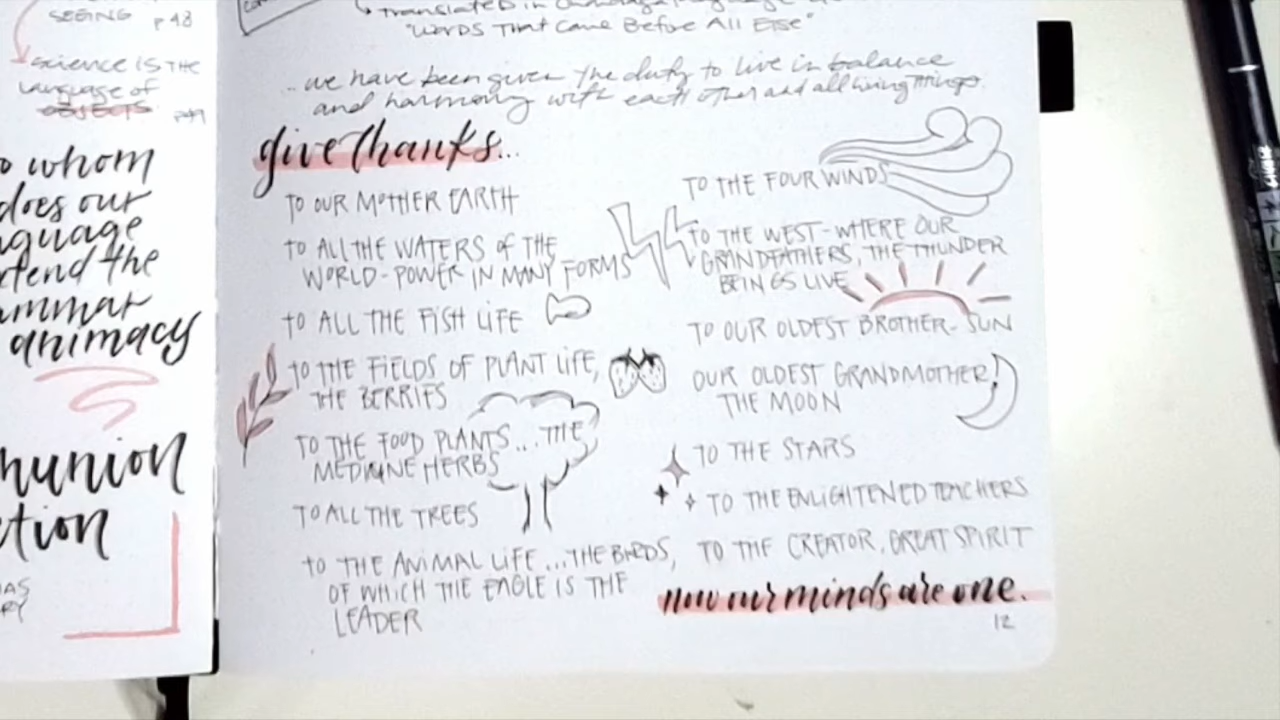 SEEING p48
science IS THE
language of
OBJECTS p49
o whom
does our
nguage
tend the
ammar
animacy
munion
ction
Translated in
"Words That Came Before All Else"
...we have been given the duty to live in balance
and harmony with each other and all living things.
give thanks...
TO OUR MOTHER EARTH
TO ALL THE WATERS OF THE
WORLD-POWER IN MANY FORMS
TO ALL THE FISH LIFE
TO THE FIELDS OF PLANT LIFE,
THE BERRIES
TO THE FOOD PLANTS...THE
MEDICINE HERBS
TO ALL THE TREES
TO THE ANIMAL LIFE...THE BIRDS,
OF WHICH THE EAGLE IS THE
LEADER
TO THE FOUR WINDS
TO THE WEST-WHERE OUR
GRANDFATHERS, THE THUNDER
BEINGS LIVE
TO OUR OLDEST BROTHER-SUN
OUR OLDEST GRANDMOTHER,
THE MOON
TO THE STARS
TO THE ENLIGHTENED TEACHERS
TO THE CREATOR, GREAT SPIRIT
now our minds are one.
12